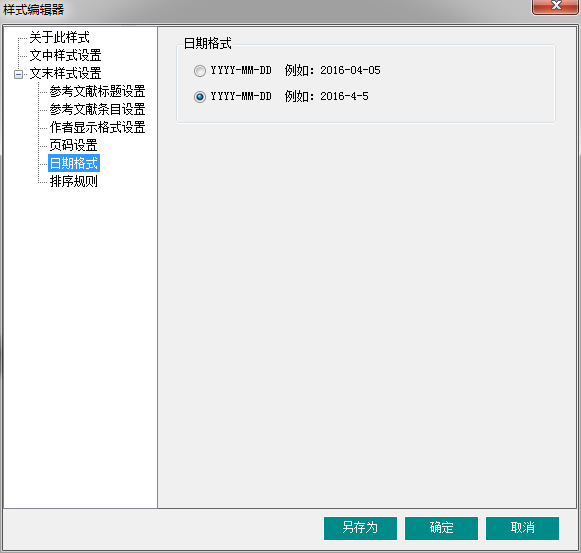 样式编辑器
关于此样式
文中样式设置
文末样式设置
参考文献标题设置
参考文献条目设置
作者显示格式设置
页码设置
日期格式
排序规则
日期格式
YYYY-MM-DD 例如：2016-04-05
YYYY-MM-DD 例如：2016-4-5
另存为 确定 取消